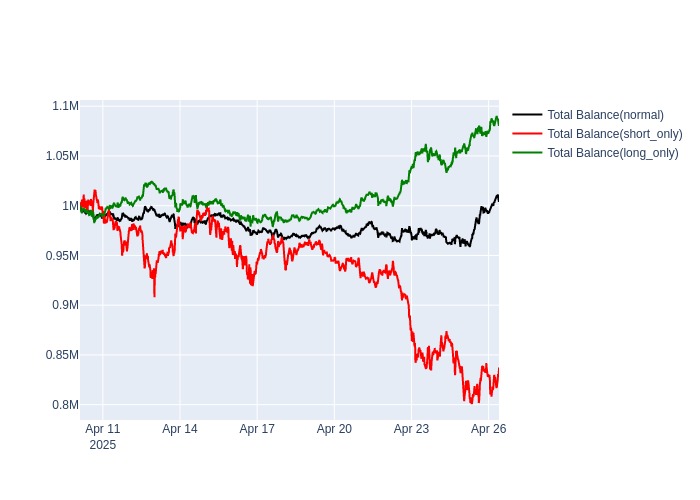 1.1M
1.05M
1M
0.95M
0.9M
0.85M
0.8M
Apr 11
2025
Apr 14
Apr 17
Apr 20
Apr 23
Apr 26
Total Balance(normal)
Total Balance(short_only)
Total Balance(long_only)